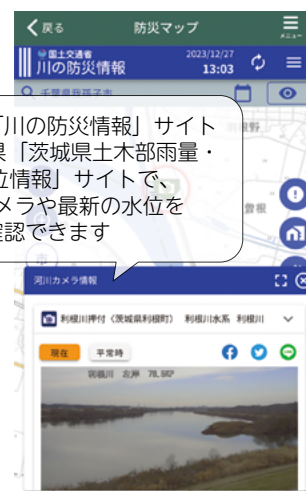 戻る
防災マップ
メニュー
国土交通省
川の防災情報
2023/12/27
13:03
千葉県我孫子市
「川の防災情報」サイト
県「茨城県土木部雨量・
位情報」サイトで、
メラや最新の水位を
確認できます
羽根野
曽根
市
河川カメラ情報
利根川押付（茨城県利根町） 利根川水系 利根川
現在
平常時
左岸 78.5KP